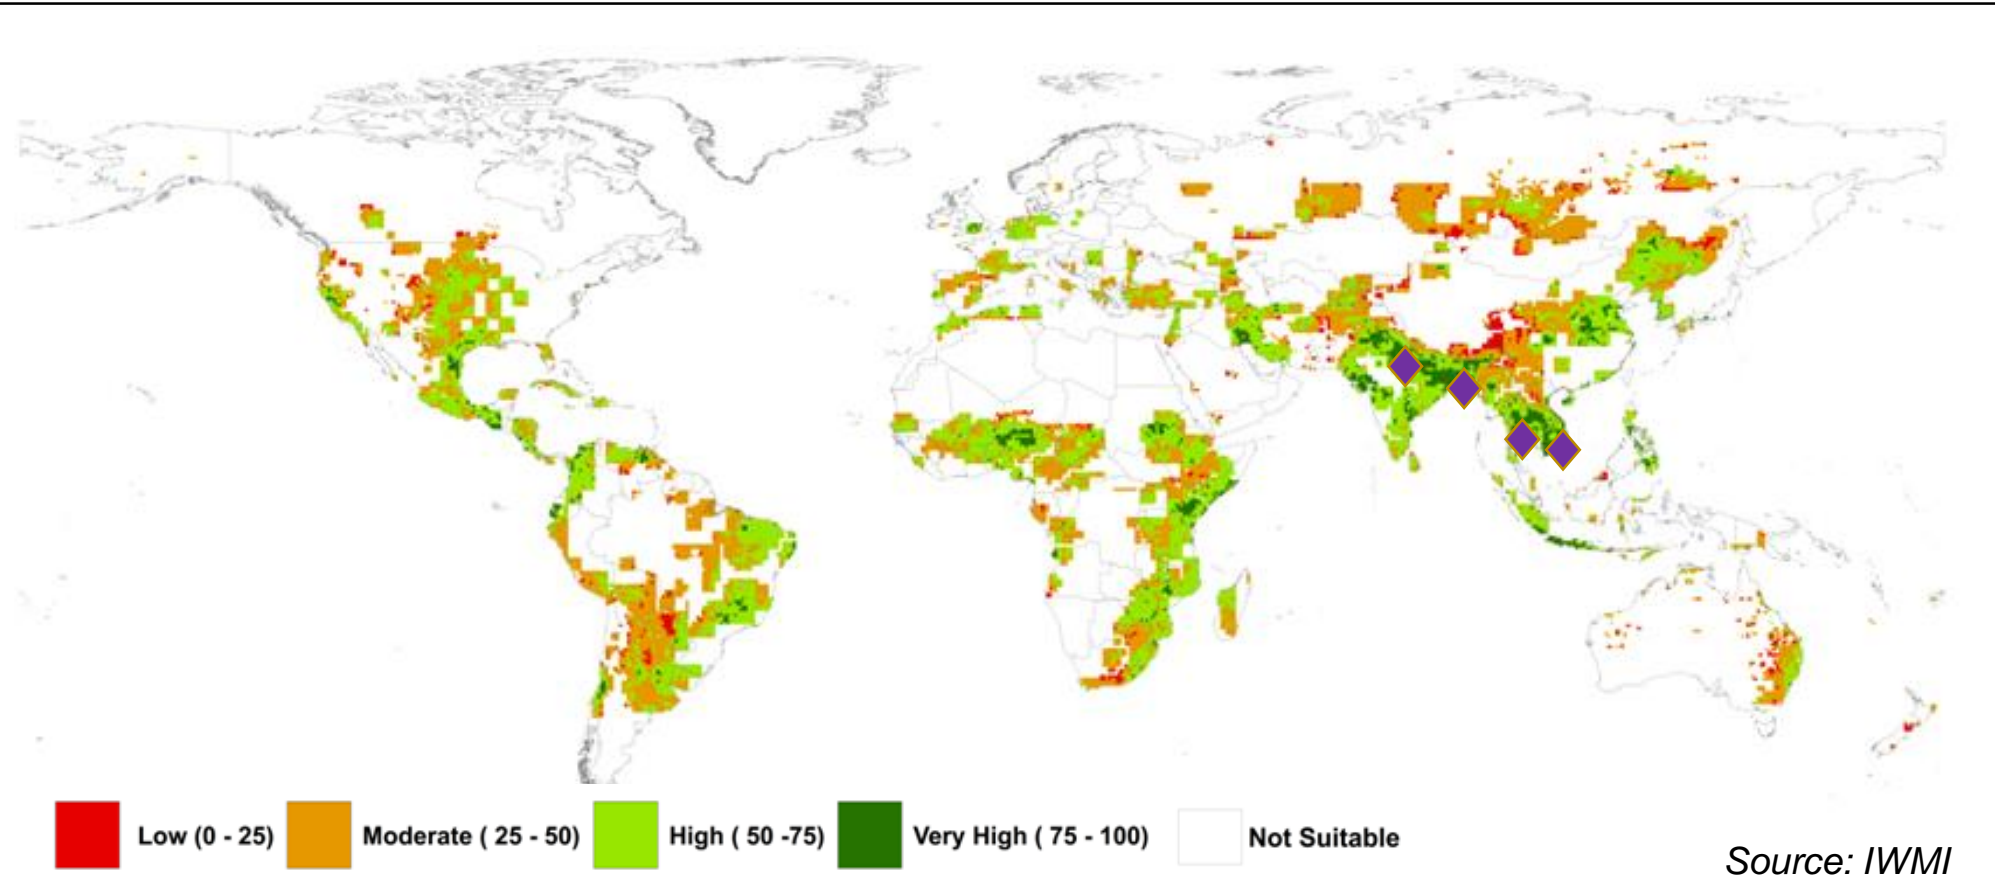 Low (0 - 25) Moderate ( 25 - 50) High ( 50 -75) Very High ( 75 - 100) Not Suitable
Source: IWMI